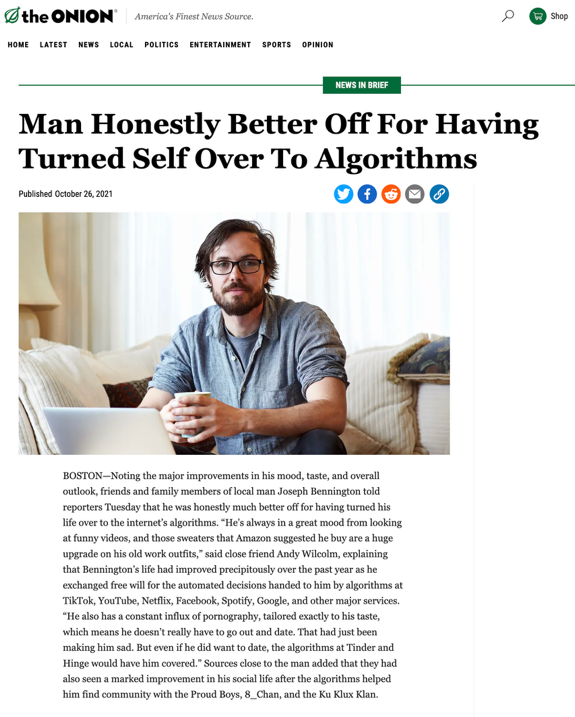 the ONION®
America's Finest News Source.
Shop
HOME LATEST NEWS LOCAL POLITICS ENTERTAINMENT SPORTS OPINION
NEWS IN BRIEF
Man Honestly Better Off For Having
Turned Self Over To Algorithms
Published October 26, 2021
BOSTON—Noting the major improvements in his mood, taste, and overall
outlook, friends and family members of local man Joseph Bennington told
reporters Tuesday that he was honestly much better off for having turned his
life over to the internet's algorithms. “He's always in a great mood from looking
at funny videos, and those sweaters that Amazon suggested he buy are a huge
upgrade on his old work outfits,” said close friend Andy Wilcolm, explaining
that Bennington's life had improved precipitously over the past year as he
exchanged free will for the automated decisions handed to him by algorithms at
TikTok, YouTube, Netflix, Facebook, Spotify, Google, and other major services.
“He also has a constant influx of pornography, tailored exactly to his taste,
which means he doesn't really have to go out and date. That had just been
making him sad. But even if he did want to date, the algorithms at Tinder and
Hinge would have him covered.” Sources close to the man added that they had
also seen a marked improvement in his social life after the algorithms helped
him find community with the Proud Boys, 8_Chan, and the Ku Klux Klan.